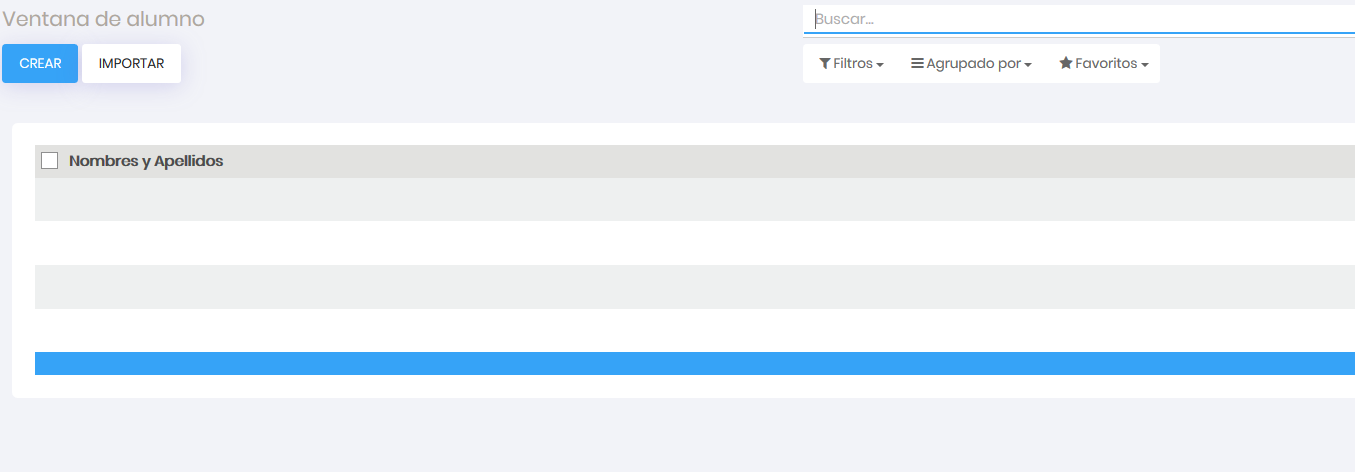 Ventana de alumno
Buscar...
CREAR
IMPORTAR
Filtros
Agrupado por
Favoritos
Nombres y Apellidos